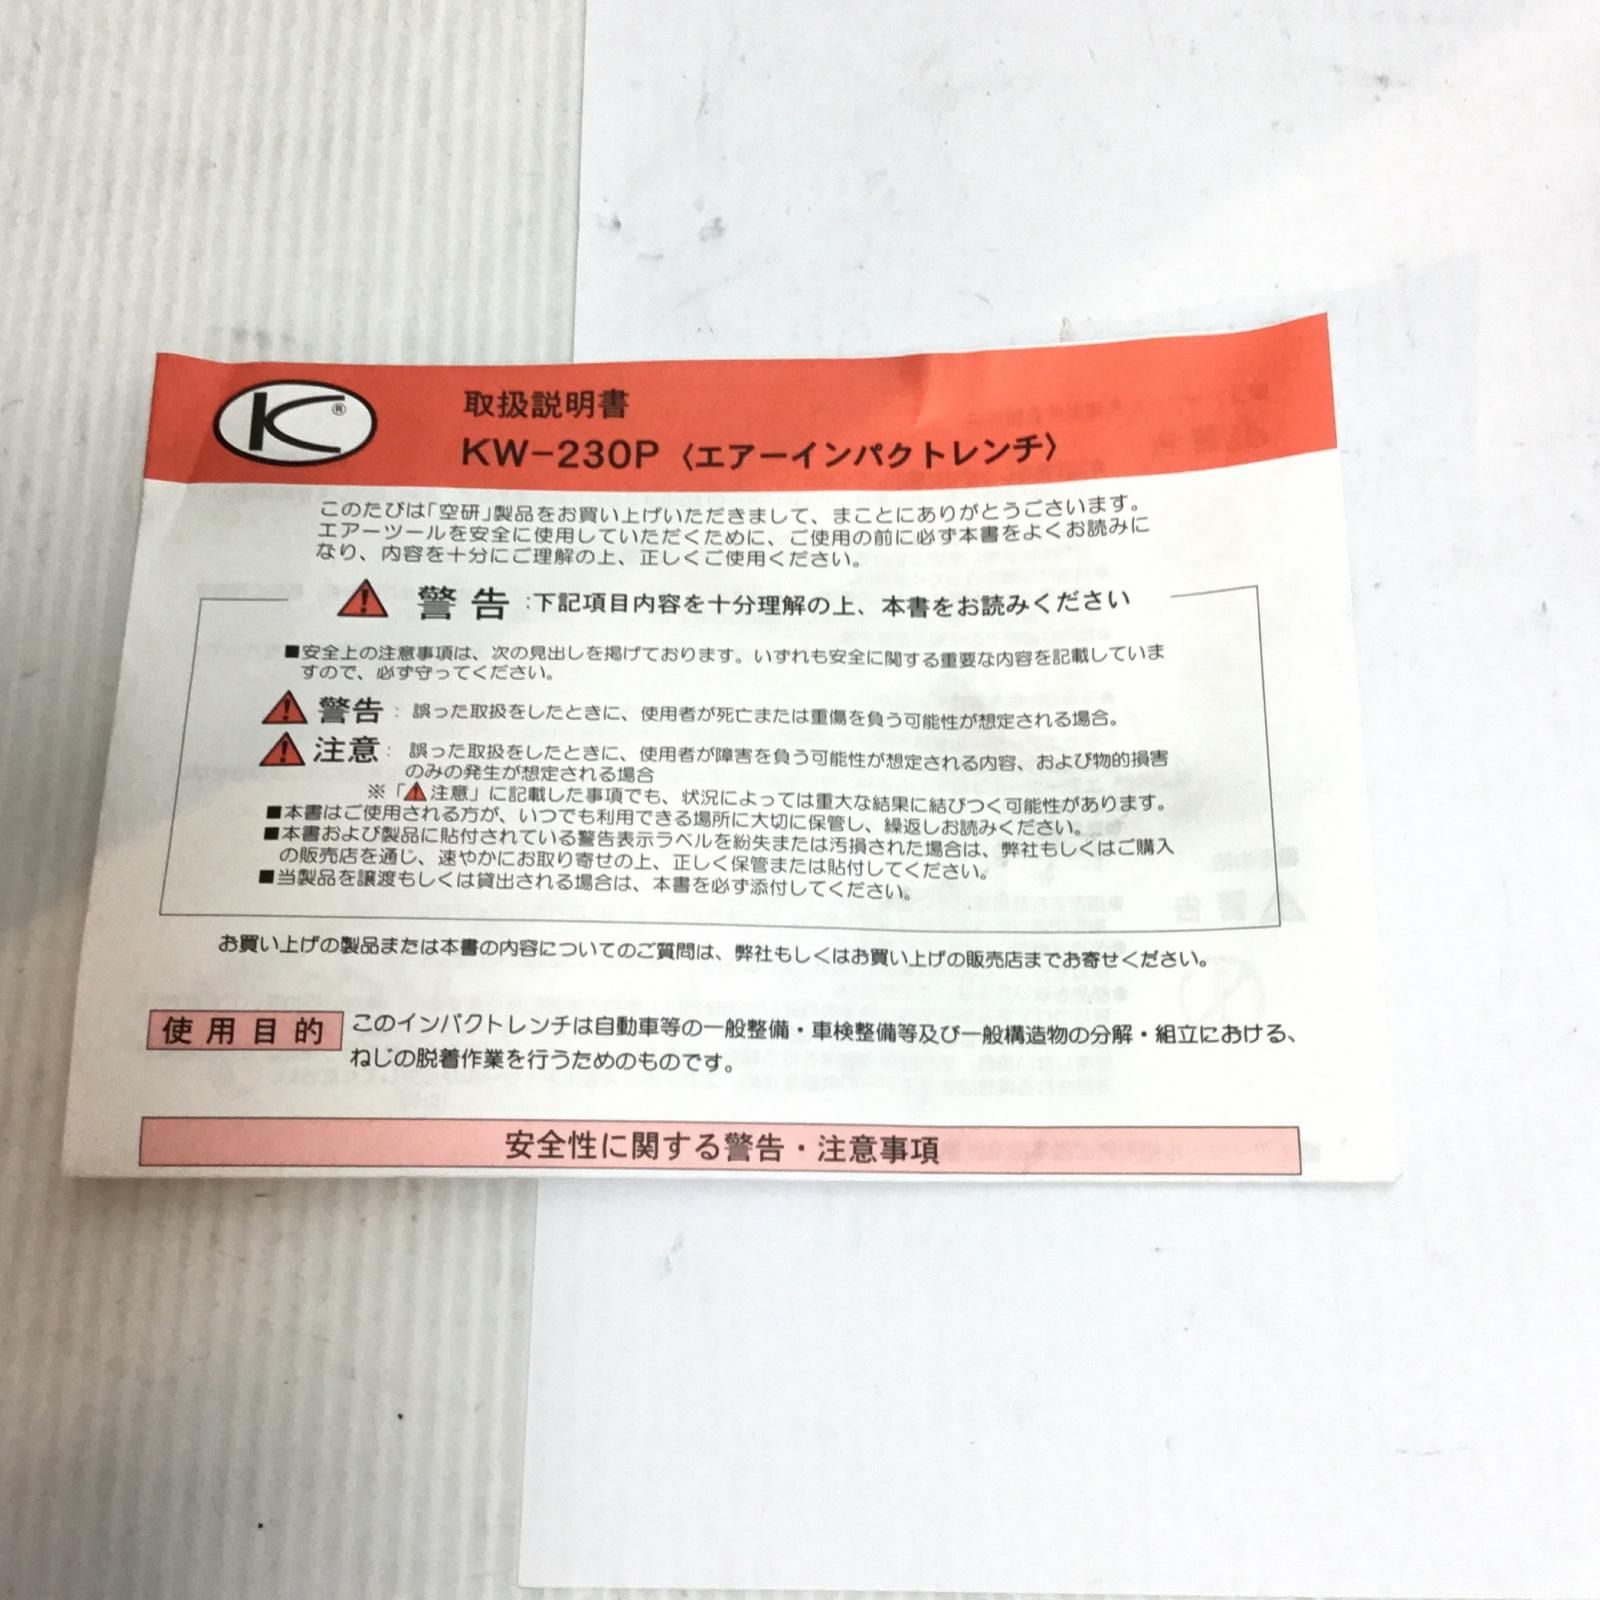 K®
取扱説明書
KW-230P〈エアーインパクトレンチ〉
このたびは「空研」製品をお買い上げいただきまして、まことにありがとうございます。
エアーツールを安全に使用していただくために、ご使用の前に必ず本書をよくお読みに
なり、内容を十分にご理解の上、正しくご使用ください。
警告:下記項目内容を十分理解の上、本書をお読みください
■安全上の注意事項は、次の見出しを掲げております。いずれも安全に関する重要な内容を記載していま
すので、必ず守ってください。
警告:誤った取扱をしたときに、使用者が死亡または重傷を負う可能性が想定される場合。
注意:誤った取扱をしたときに、使用者が障害を負う可能性が想定される内容、および物的損害
のみの発生が想定される場合
※「⚠注意」に記載した事項でも、状況によっては重大な結果に結びつく可能性があります。
■本書はご使用される方が、いつでも利用できる場所に大切に保管し、繰返しお読みください。
■本書および製品に貼付されている警告表示ラベルを紛失または汚損された場合は、弊社もしくはご購入
の販売店を通じ、速やかにお取り寄せの上、正しく保管または貼付してください。
■当製品を譲渡もしくは貸出される場合は、本書を必ず添付してください。
お買い上げの製品または本書の内容についてのご質問は、弊社もしくはお買い上げの販売店までお寄せください。
使用目的 このインパクトレンチは自動車等の一般整備・車検整備等及び一般構造物の分解・組立における、
ねじの脱着作業を行うためのものです。
安全性に関する警告・注意事項